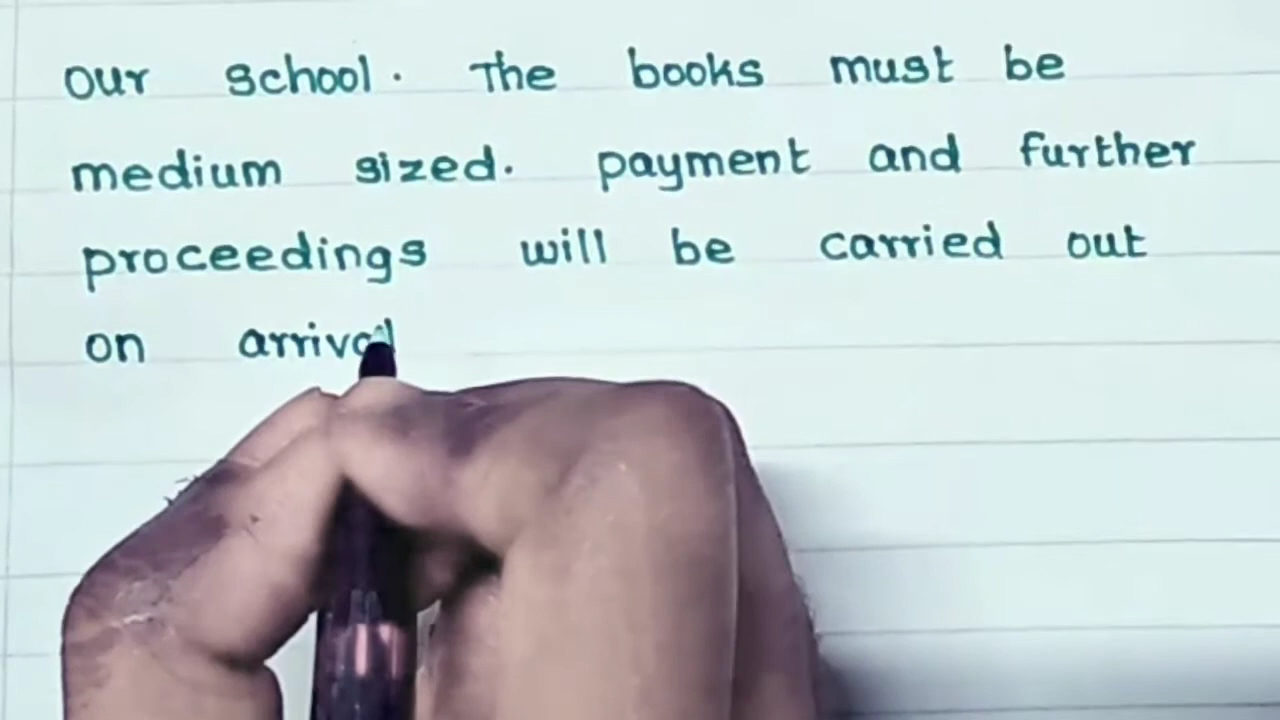 our school. The books must be
medium sized. payment and further
proceedings will be carried out
on arrival